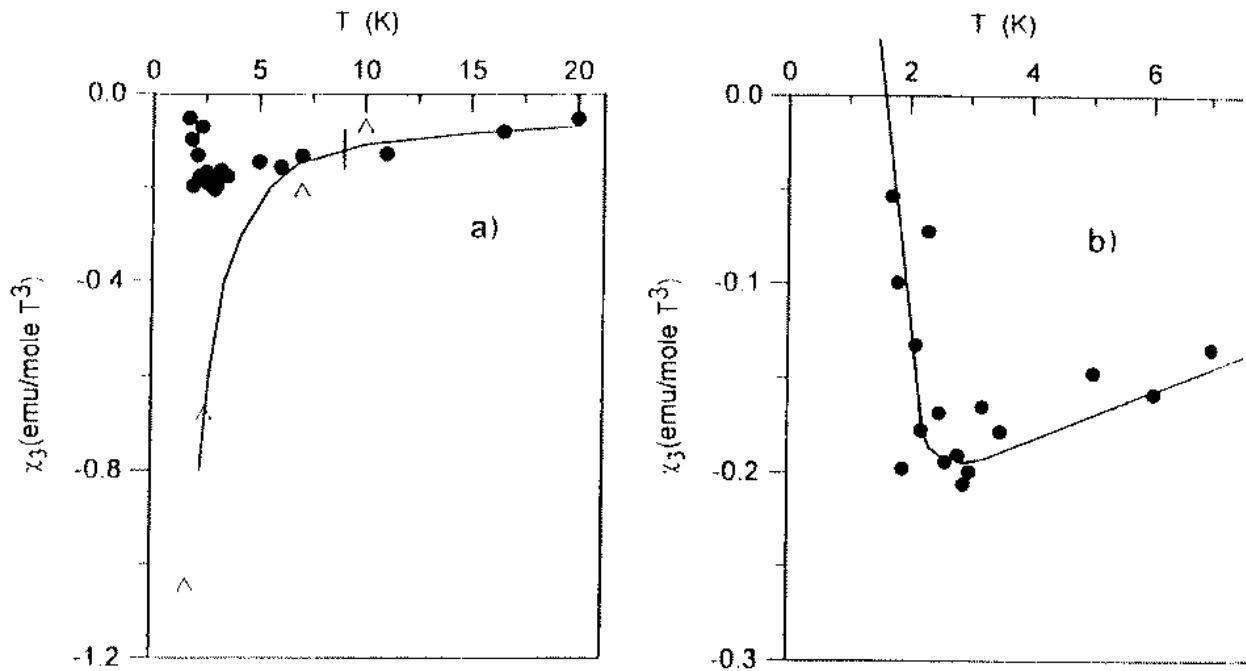 T (K)
0 5 10 15 20
0.0
-0.4
-0.8
-1.2
χ3(emu/mole T3)
a)
T (K)
0 2 4 6
0.0
-0.1
-0.2
-0.3
χ3(emu/mole T3)
b)